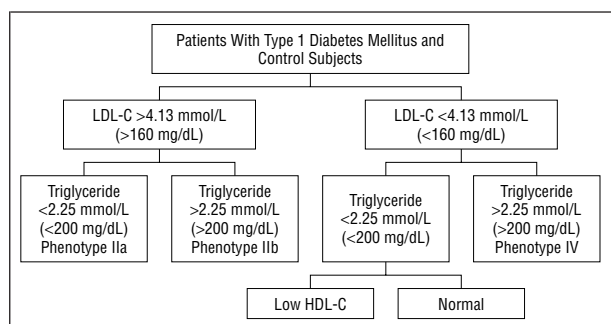 Patients With Type 1 Diabetes Mellitus and
Control Subjects
LDL-C >4.13 mmol/L
(>160 mg/dL)
LDL-C <4.13 mmol/L
(<160 mg/dL)
Triglyceride
<2.25 mmol/L
(<200 mg/dL)
Phenotype IIa
Triglyceride
>2.25 mmol/L
(>200 mg/dL)
Phenotype IIb
Triglyceride
<2.25 mmol/L
(<200 mg/dL)
Triglyceride
>2.25 mmol/L
(>200 mg/dL)
Phenotype IV
Low HDL-C
Normal